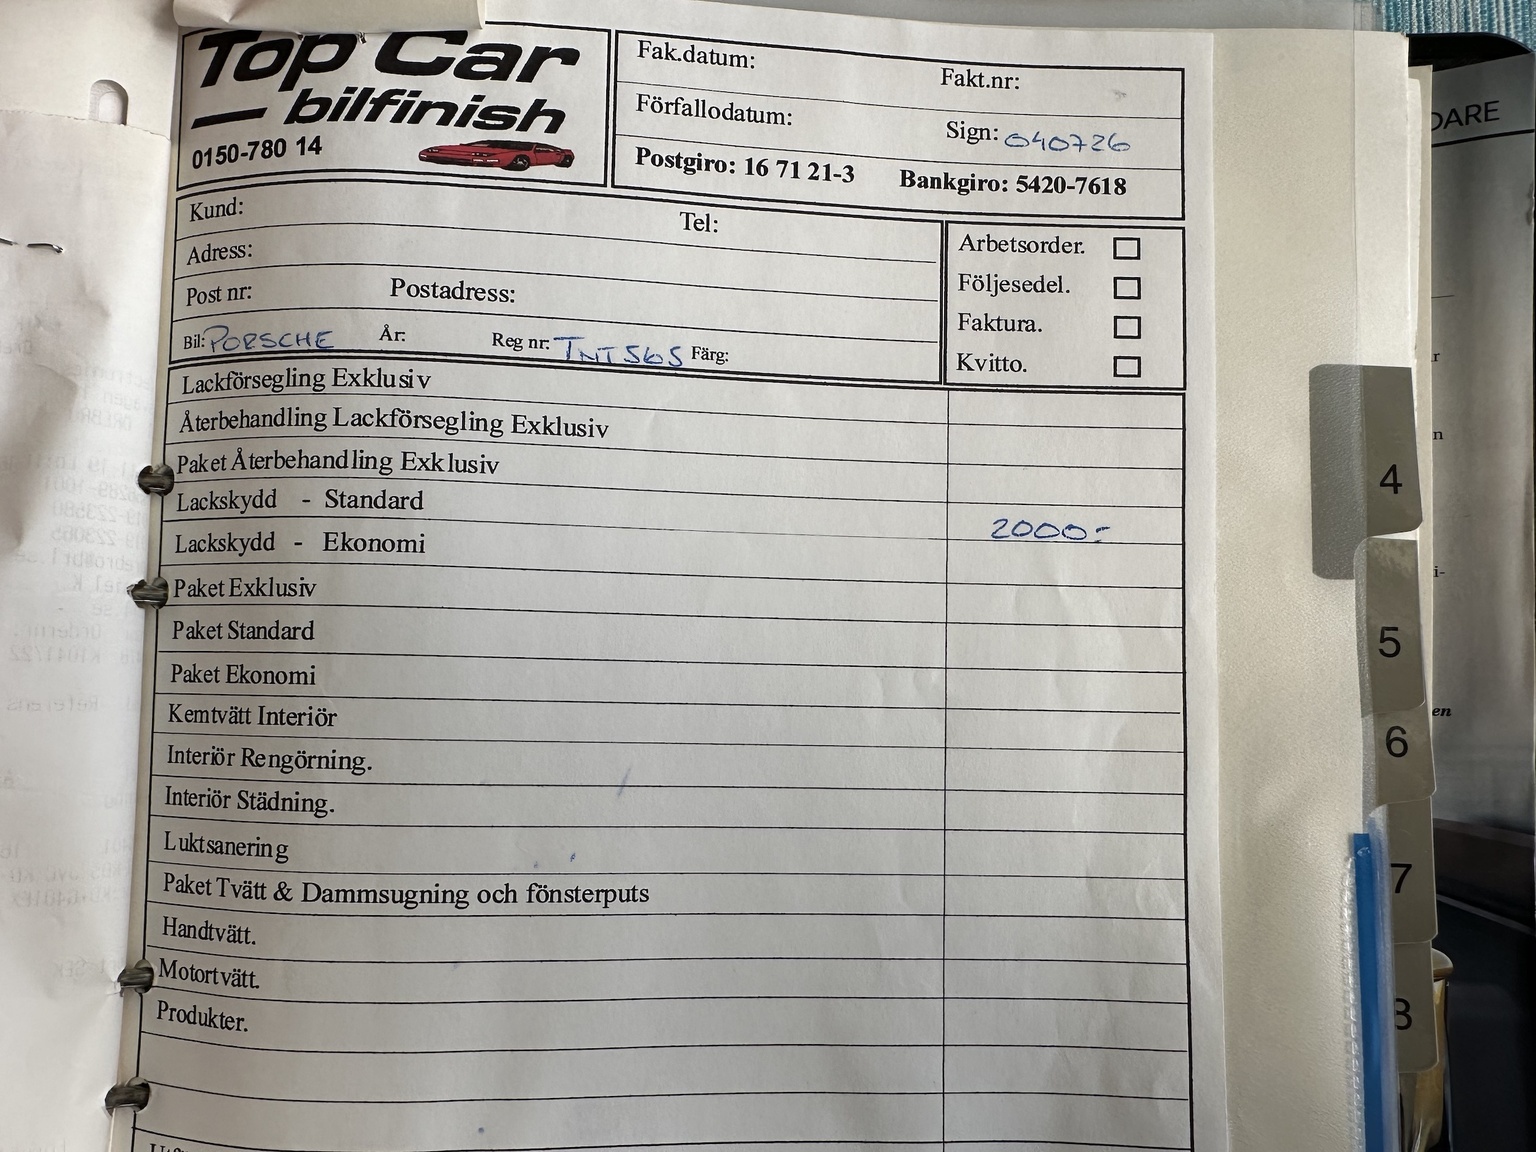 Top Car
bilfinish
0150-780 14
Fak.datum:
Fakt.nr:
Förfallodatum:
Sign: 040726
Postgiro: 16 71 21-3 Bankgiro: 5420-7618
Kund:
Tel:
Adress:
Post nr: Postadress:
Bil: PORSCHE År: Reg nr: TNT565 Färg:
Arbetsorder.
Följesedel.
Faktura.
Kvitto.
Lackförsegling Exklusiv
Återbehandling Lackförsegling Exklusiv
Paket Återbehandling Exklusiv
Lackskydd - Standard
2000:-
Lackskydd - Ekonomi
Paket Exklusiv
Paket Standard
Paket Ekonomi
Kemtvätt Interiör
Interiör Rengörning.
Interiör Städning.
Luktsanering
Paket Tvätt & Dammsugning och fönsterputs
Handtvätt.
Motortvätt.
Produkter.
4
5
6
7
8